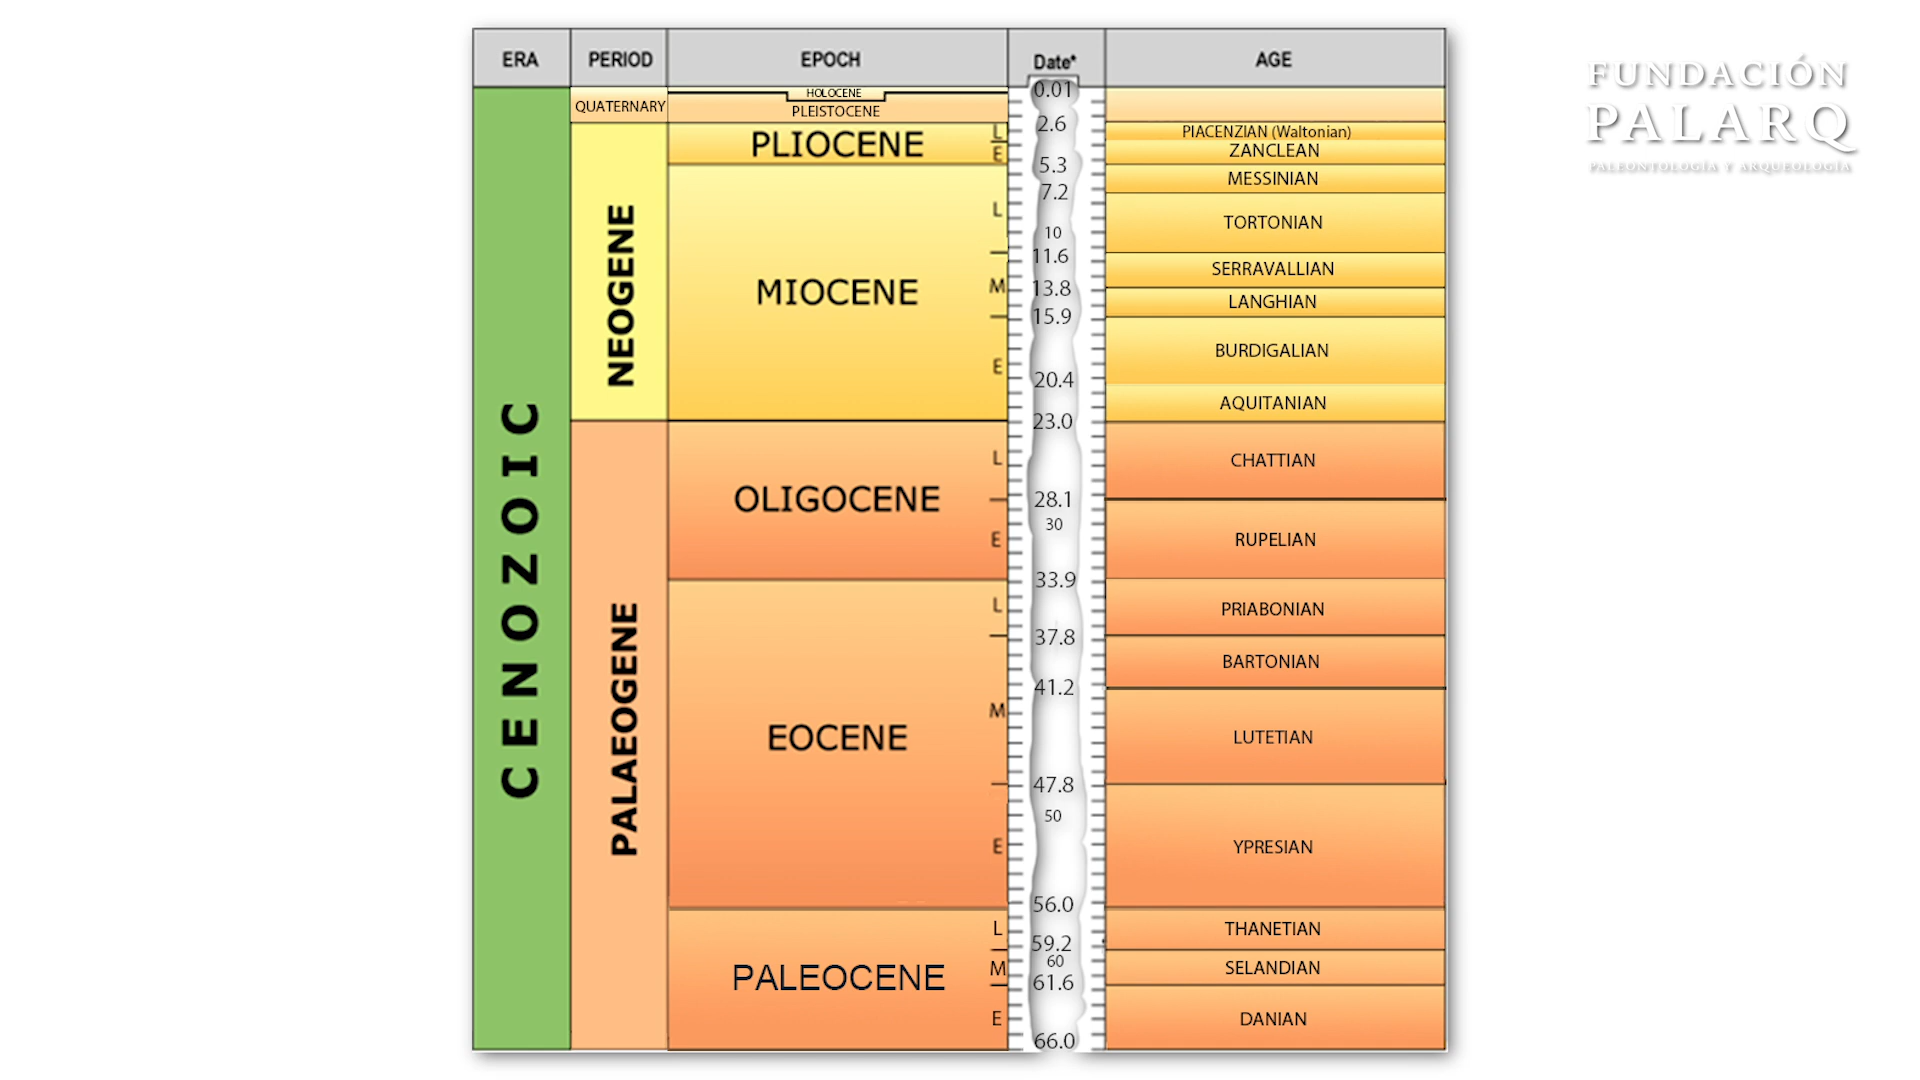 ERA PERIOD EPOCH Date* AGE
QUATERNARY
HOLOCENE
PLEISTOCENE
0.01
NEOGENE
PLIOCENE
L
E
2.6
PIACENZIAN (Waltonian)
ZANCLEAN
5.3
MIOCENE
L
M
E
MESSINIAN
7.2
TORTONIAN
10
11.6
SERRAVALLIAN
13.8
LANGHIAN
15.9
BURDIGALIAN
20.4
AQUITANIAN
23.0
CENOZOIC
PALAEOGENE
OLIGOCENE
L
E
CHATTIAN
28.1
30
RUPELIAN
33.9
EOCENE
L
M
E
PRIABONIAN
37.8
BARTONIAN
41.2
LUTETIAN
47.8
50
YPRESIAN
56.0
PALEOCENE
L
M
E
THANETIAN
59.2
60
SELANDIAN
61.6
DANIAN
66.0
FUNDACIÓN
PALARQ
PALEONTOLOGÍA Y ARQUEOLOGÍA